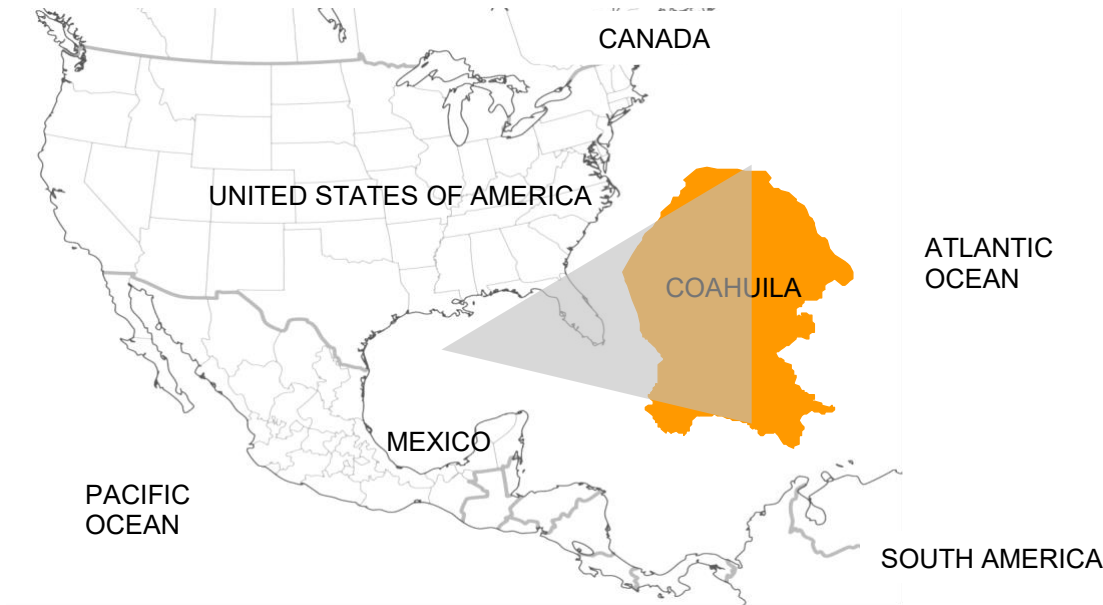 CANADA
UNITED STATES OF AMERICA
ATLANTIC
OCEAN
COAHUILA
MEXICO
PACIFIC
OCEAN
SOUTH AMERICA